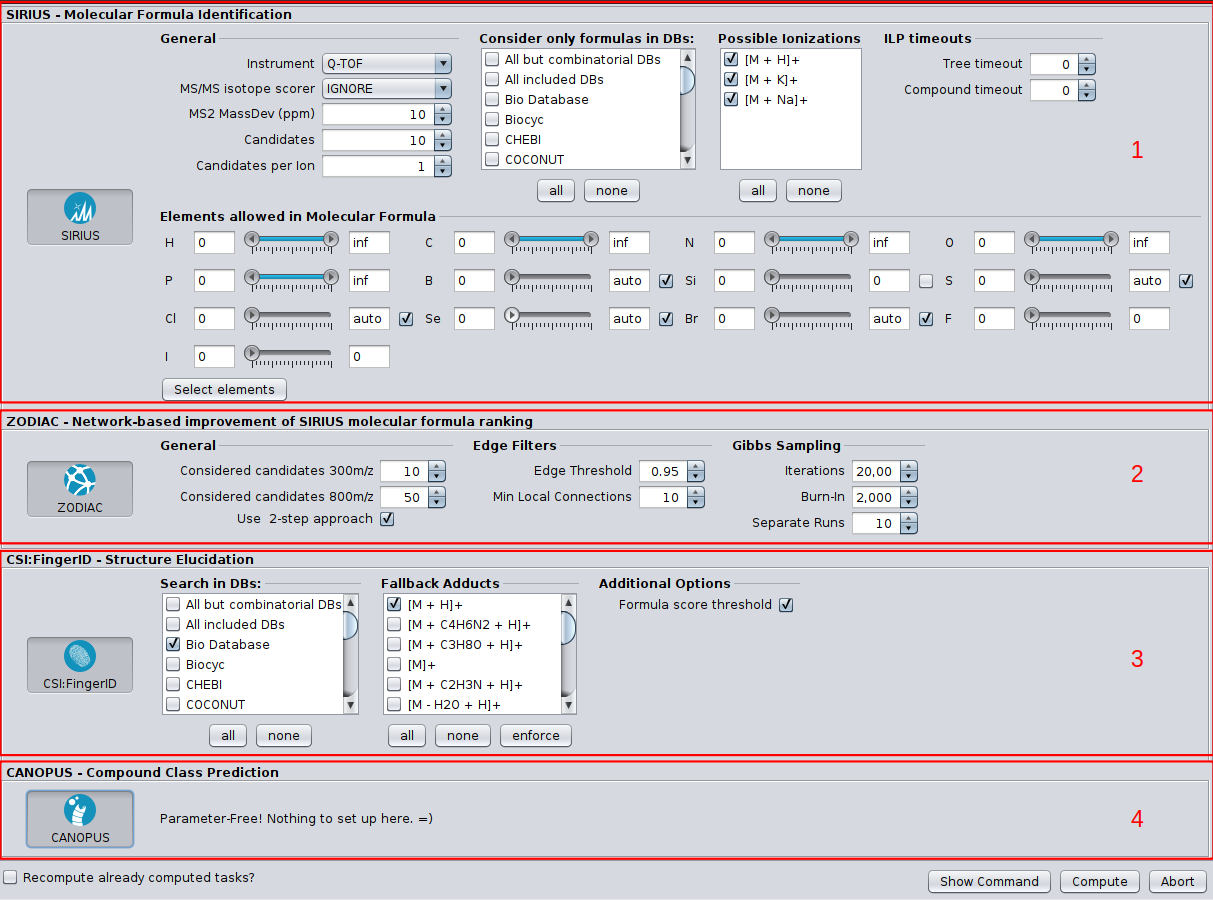 SIRIUS - Molecular Formula Identification
General
Consider only formulas in DBs:
Possible Ionizations
ILP timeouts
Instrument Q-TOF
MS/MS isotope scorer IGNORE
MS2 MassDev (ppm) 10
Candidates 10
Candidates per Ion 1
All but combinatorial DBs
All included DBs
Bio Database
Biocyc
CHEBI
COCONUT
all none
[M + H]+
[M + K]+
[M + Na]+
all none
Tree timeout 0
Compound timeout 0
1
SIRIUS
Elements allowed in Molecular Formula
H 0 inf C 0 inf N 0 inf O 0 inf
P 0 inf B 0 auto Si 0 0 S 0 auto
Cl 0 auto Se 0 auto Br 0 auto F 0 0
I 0 0
Select elements
ZODIAC - Network-based improvement of SIRIUS molecular formula ranking
ZODIAC
General
Considered candidates 300m/z 10
Considered candidates 800m/z 50
Use 2-step approach
Edge Filters
Edge Threshold 0.95
Min Local Connections 10
Gibbs Sampling
Iterations 20,00
Burn-In 2,000
Separate Runs 10
2
CSI:FingerID - Structure Elucidation
CSI:FingerID
Search in DBs:
All but combinatorial DBs
All included DBs
Bio Database
Biocyc
CHEBI
COCONUT
all none
Fallback Adducts
[M + H]+
[M + C4H6N2 + H]+
[M + C3H8O + H]+
[M]+
[M + C2H3N + H]+
[M - H2O + H]+
all none enforce
Additional Options
Formula score threshold
3
CANOPUS - Compound Class Prediction
CANOPUS
Parameter-Free! Nothing to set up here. =)
4
Recompute already computed tasks?
Show Command Compute Abort